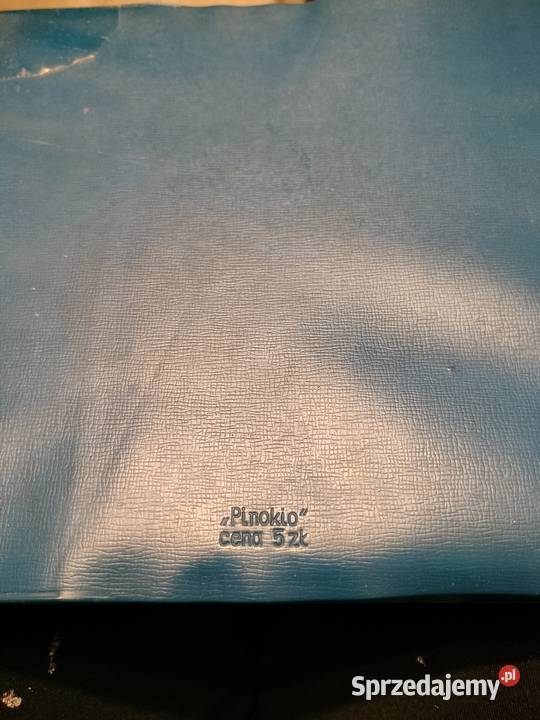 „Pinokio”
cena 5 zł
Sprzedajemy.pl